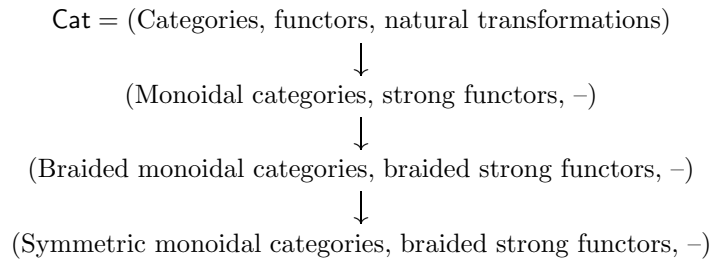 Cat = (Categories, functors, natural transformations)
(Monoidal categories, strong functors, –)
(Braided monoidal categories, braided strong functors, –)
(Symmetric monoidal categories, braided strong functors, –)